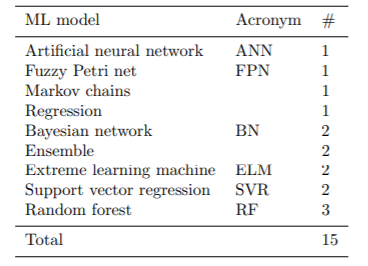 ML model Acronym #
Artificial neural network ANN 1
Fuzzy Petri net FPN 1
Markov chains 1
Regression 1
Bayesian network BN 2
Ensemble 2
Extreme learning machine ELM 2
Support vector regression SVR 2
Random forest RF 3
Total 15